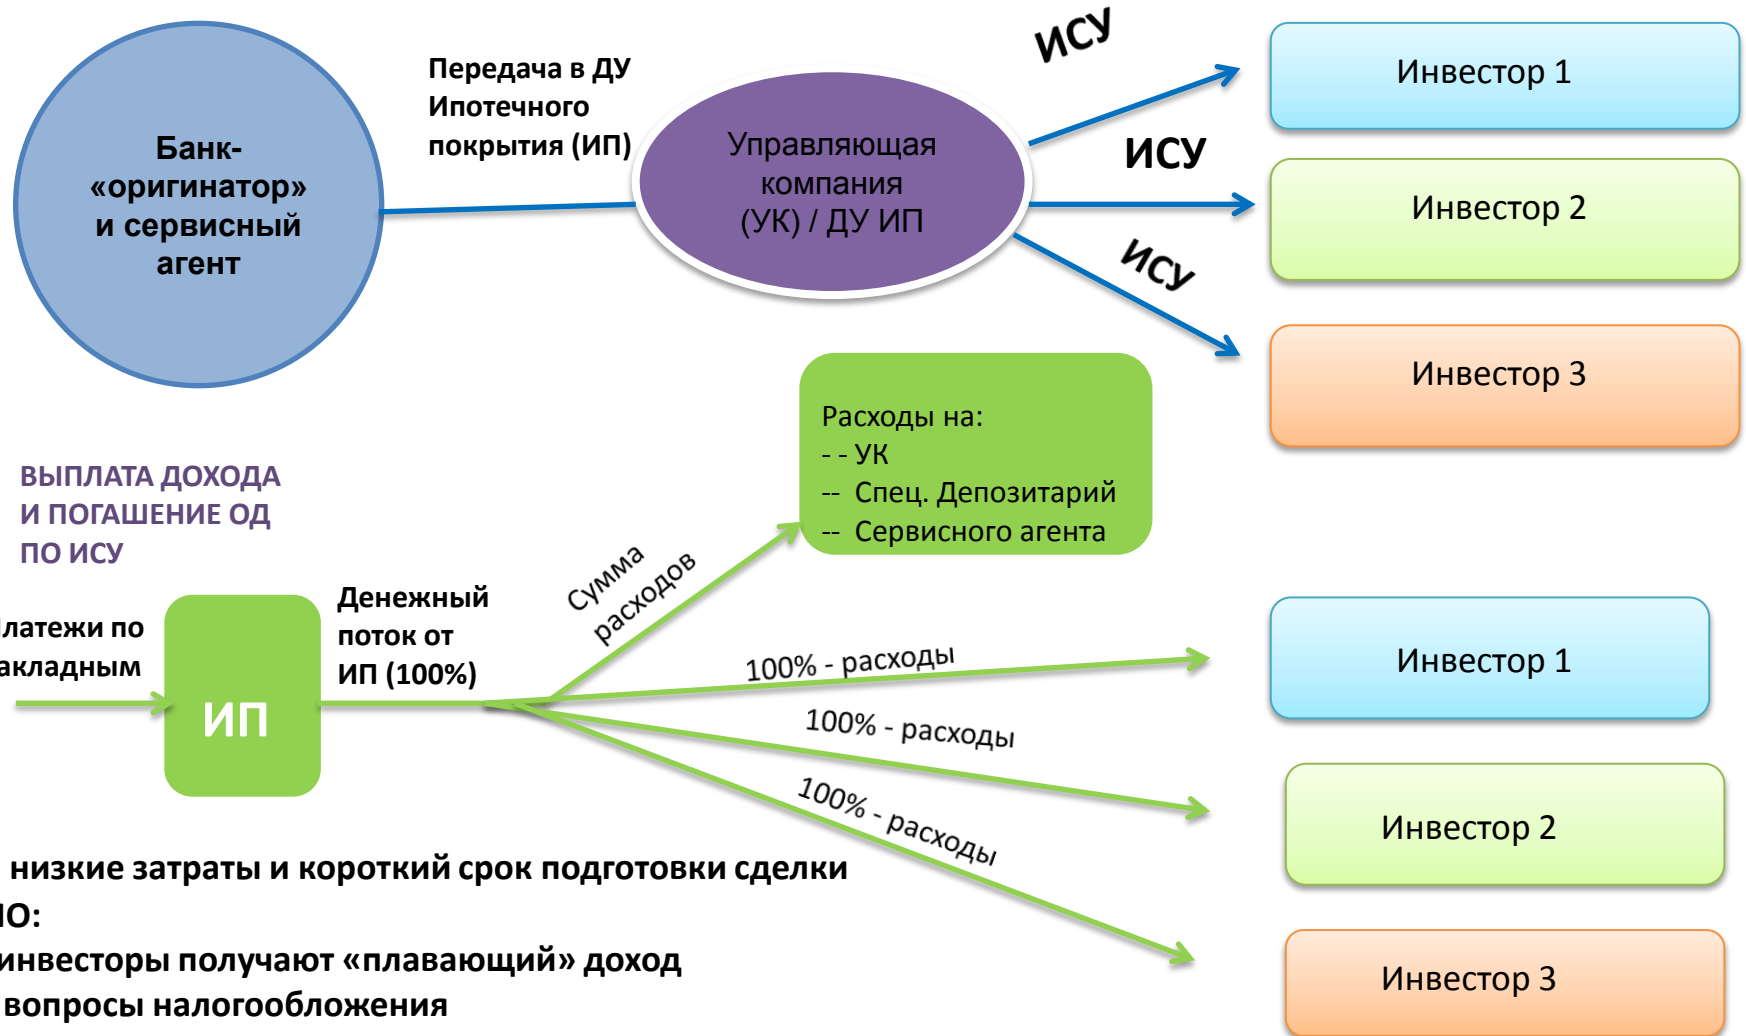 Банк-
«оригинатор»
и сервисный
агент
Передача в ДУ
Ипотечного
покрытия (ИП)
Управляющая
компания
(УК) / ДУ ИП
ИСУ
ИСУ
ИСУ
Инвестор 1
Инвестор 2
Инвестор 3
Расходы на:
- - УК
-- Спец. Депозитарий
-- Сервисного агента
ВЫПЛАТА ДОХОДА
И ПОГАШЕНИЕ ОД
ПО ИСУ
Платежи по
акладным
ИП
Денежный
поток от
ИП (100%)
Сумма
расходов
100% - расходы
100% - расходы
100% - расходы
Инвестор 1
Инвестор 2
Инвестор 3
низкие затраты и короткий срок подготовки сделки
НО:
инвесторы получают «плавающий» доход
вопросы налогообложения